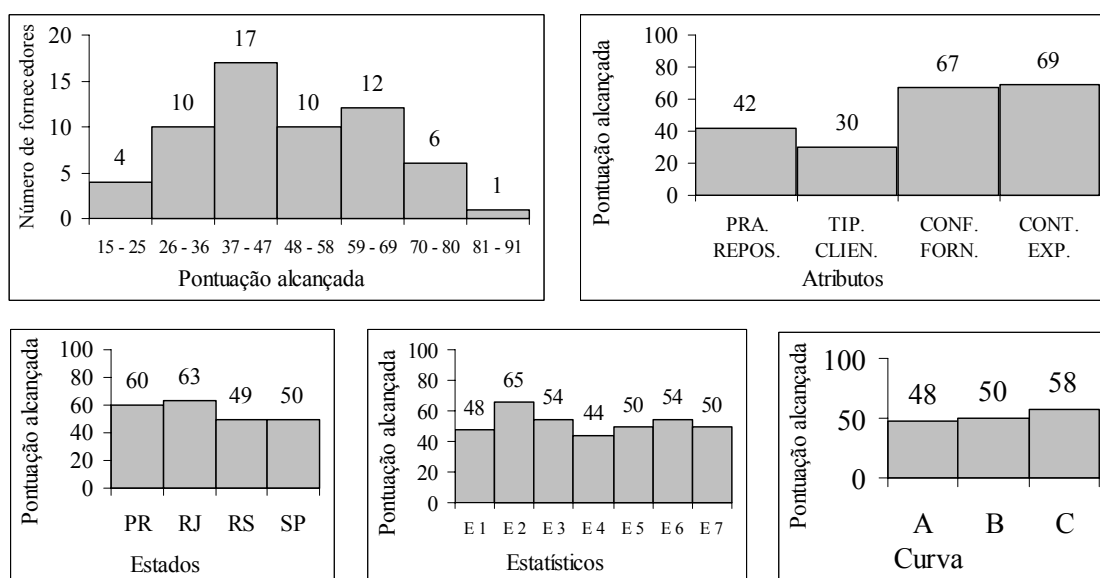 Número de fornecedores
20
15
10
5
0
4
10
17
10
12
6
1
15 - 25 26 - 36 37 - 47 48 - 58 59 - 69 70 - 80 81 - 91
Pontuação alcançada
Pontuação alcançada
100
80
60
40
20
0
42
30
67
69
PRA. TIP. CONF. CONT.
REPOS. CLIEN. FORN. EXP.
Atributos
Pontuação alcançada
100
80
60
40
20
0
60 63 49 50
PR RJ RS SP
Estados
Pontuação alcançada
100
80
60
40
20
0
48 65 54 44 50 54 50
E 1 E 2 E 3 E 4 E 5 E 6 E 7
Estatísticos
Pontuação alcançada
100
50
0
48 50 58
A B C
Curva